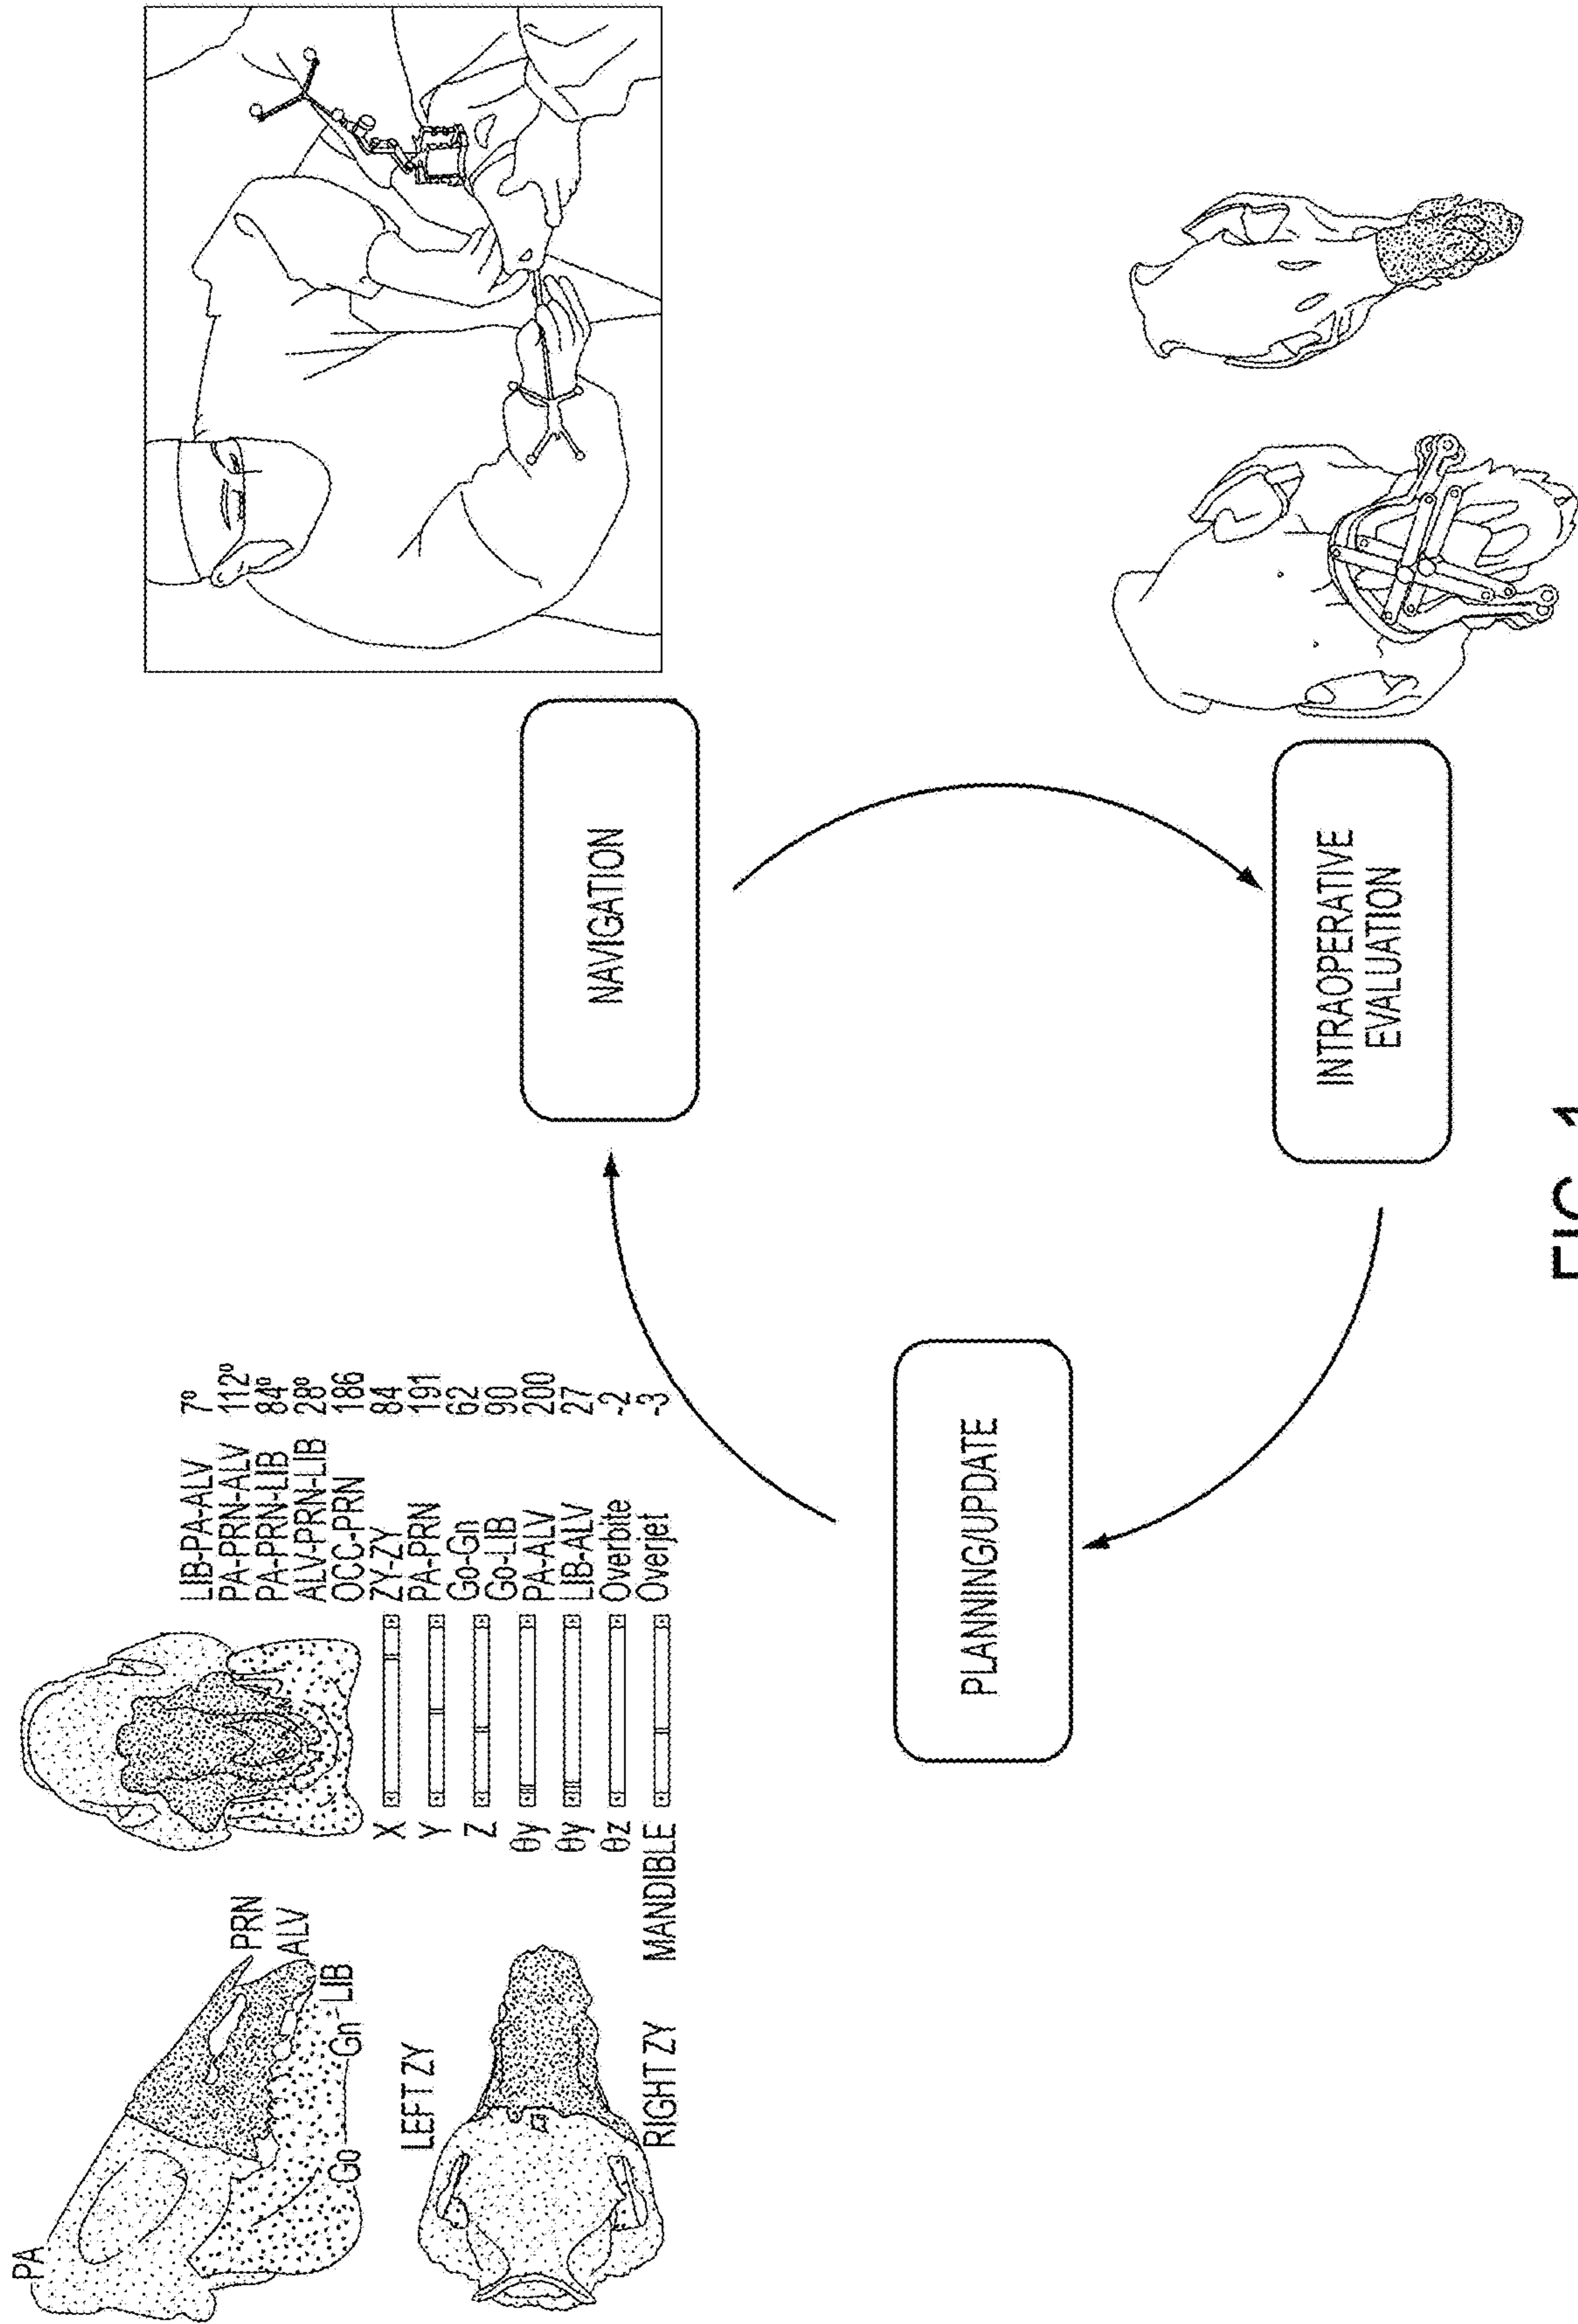 PA
PRN
ALV
LIB
Gn
Go
LEFT ZY
RIGHT ZY
MANDIBLE
X
Y
Z
θy
θy
θz
LIB-PA-ALV 7°
PA-PRN-ALV 112°
PA-PRN-LIB 84°
ALV-PRN-LIB 28°
OCC-PRN 186
ZY-ZY 84
PA-PRN 191
Go-Gn 62
Go-LIB 90
PA-ALV 200
LIB-ALV 27
Overbite -2
Overjet -3
NAVIGATION
PLANNING/UPDATE
INTRAOPERATIVE
EVALUATION
FIG. 1